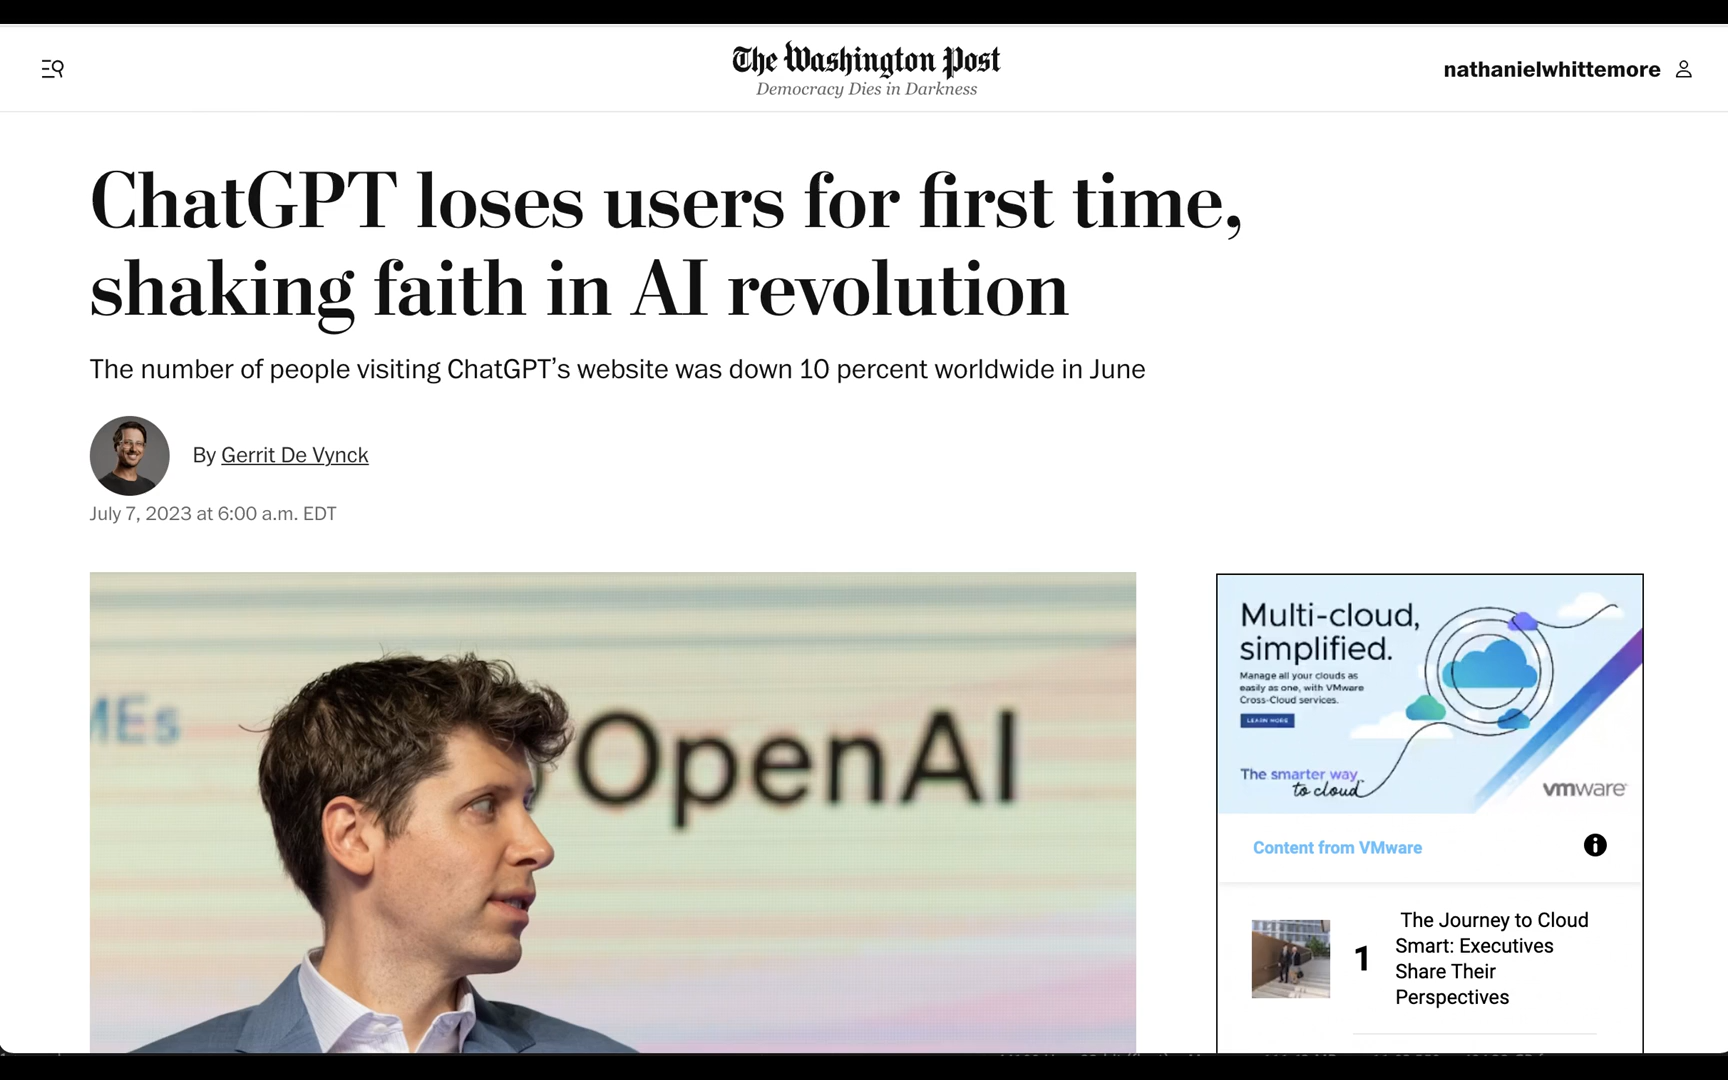 The Washington Post
Democracy Dies in Darkness
nathanielwhittemore
ChatGPT loses users for first time,
shaking faith in AI revolution
The number of people visiting ChatGPT’s website was down 10 percent worldwide in June
By Gerrit De Vynck
July 7, 2023 at 6:00 a.m. EDT
MEs
OpenAI
Multi-cloud,
simplified.
Manage all your clouds as
easily as one, with VMware
Cross-Cloud services.
LEARN MORE
The smarter way
to cloud™
vmware®
Content from VMware
1
The Journey to Cloud
Smart: Executives
Share Their
Perspectives